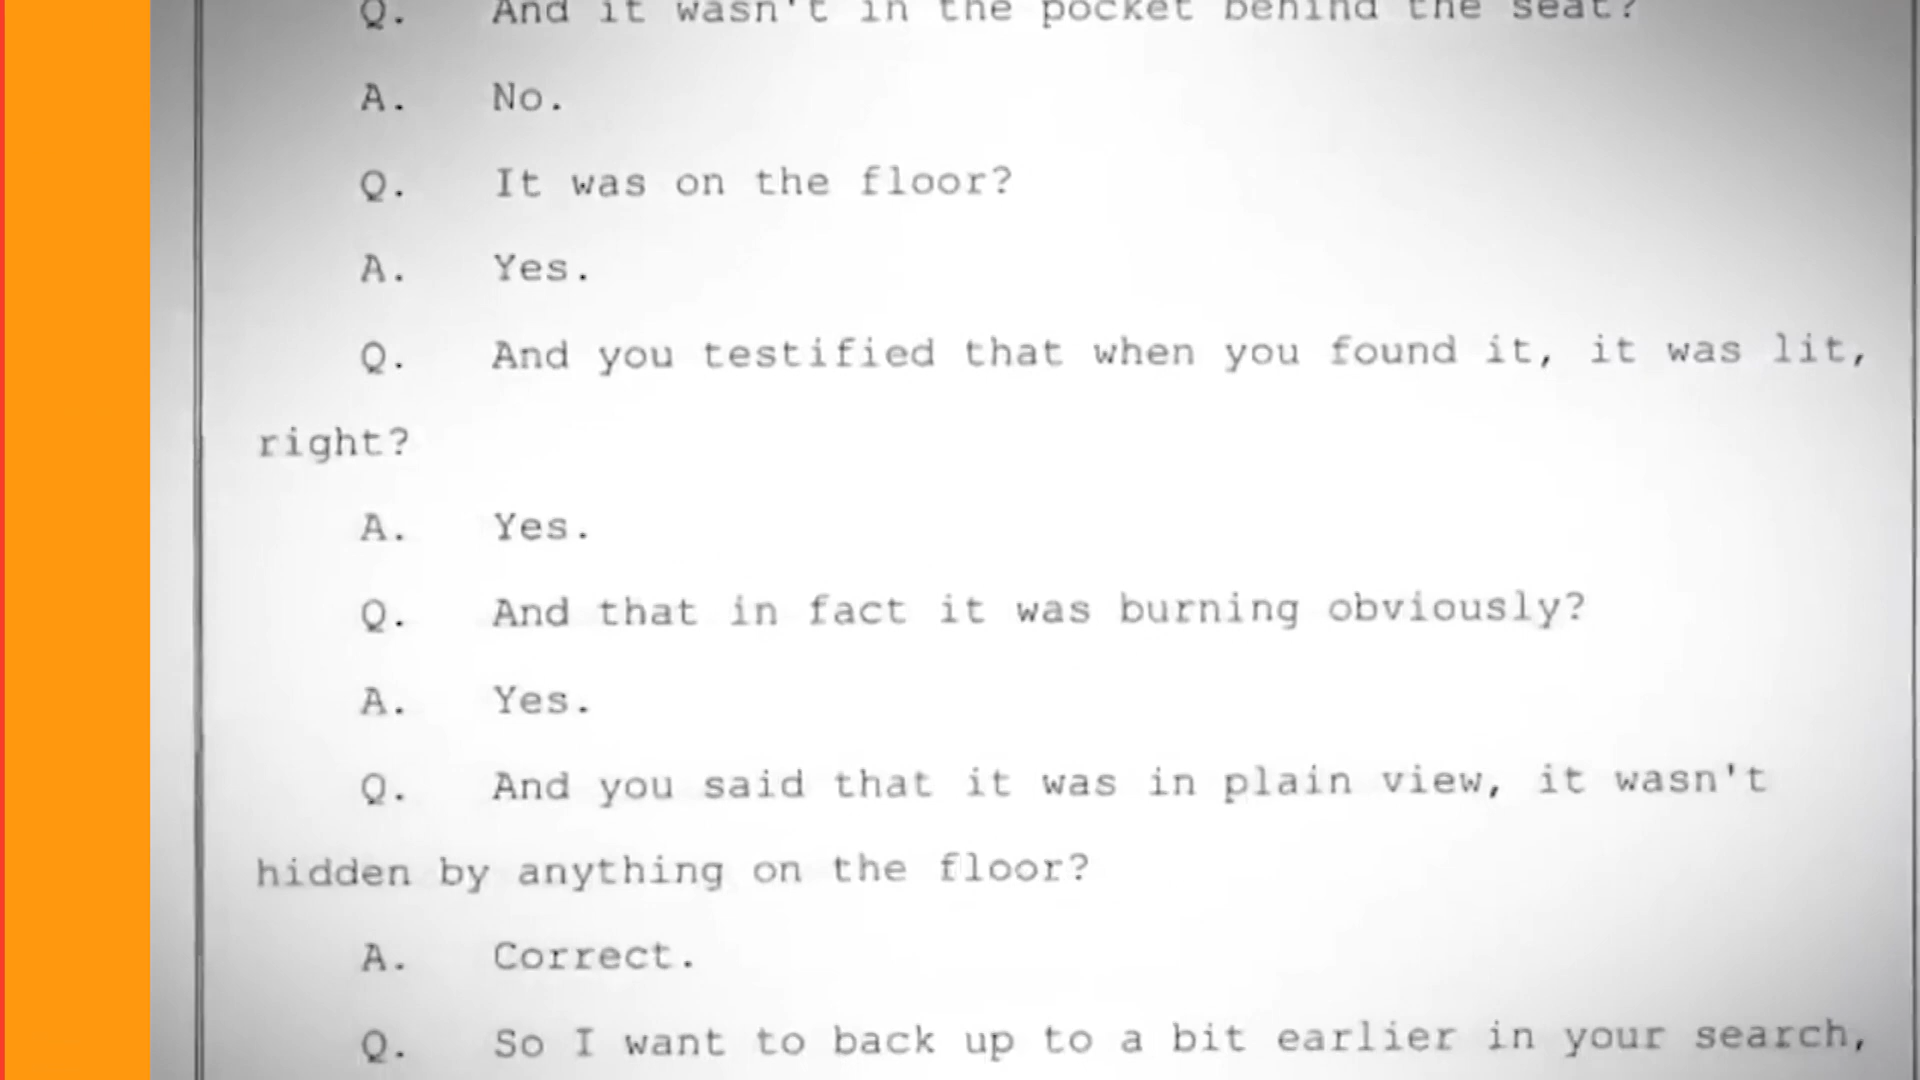 Q. And it wasn't in the pocket behind the seat?
A. No.
Q. It was on the floor?
A. Yes.
Q. And you testified that when you found it, it was lit,
right?
A. Yes.
Q. And that in fact it was burning obviously?
A. Yes.
Q. And you said that it was in plain view, it wasn't
hidden by anything on the floor?
A. Correct.
Q. So I want to back up to a bit earlier in your search,